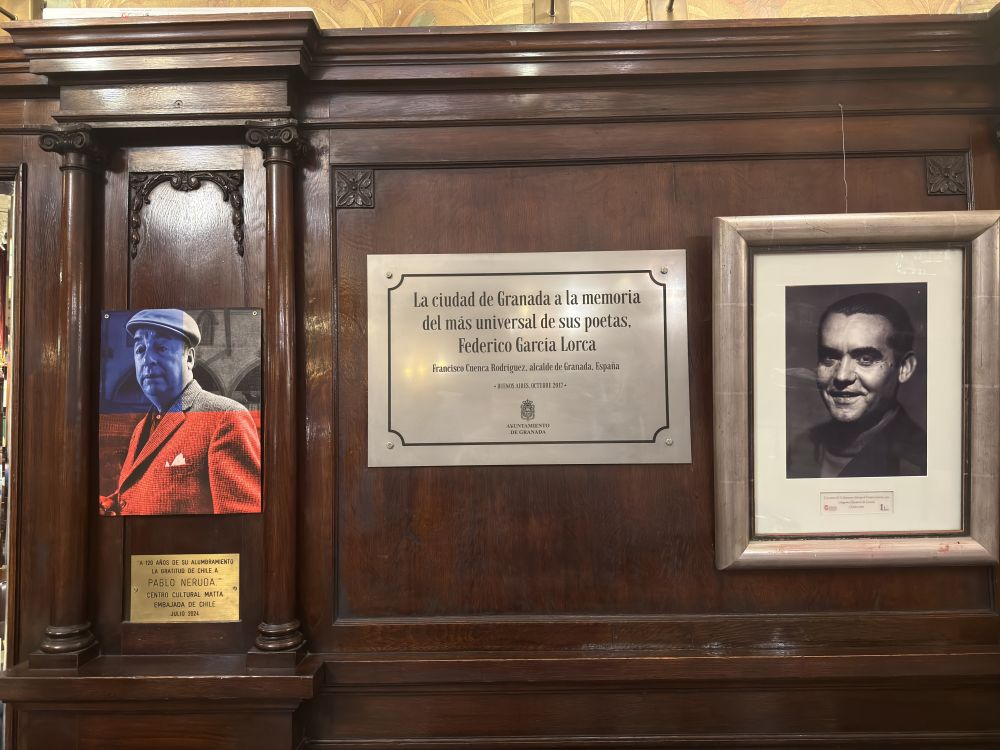 La ciudad de Granada a la memoria
del más universal de sus poetas,
Federico García Lorca
Francisco Cuenca Rodríguez, alcalde de Granada, España
• BUENOS AIRES, OCTUBRE 2017 •
AYUNTAMIENTO
DE GRANADA
"A 120 AÑOS DE SU ALUMBRAMIENTO
LA GRATITUD DE CHILE A
PABLO NERUDA."
CENTRO CULTURAL MATTA
EMBAJADA DE CHILE
JULIO 2024